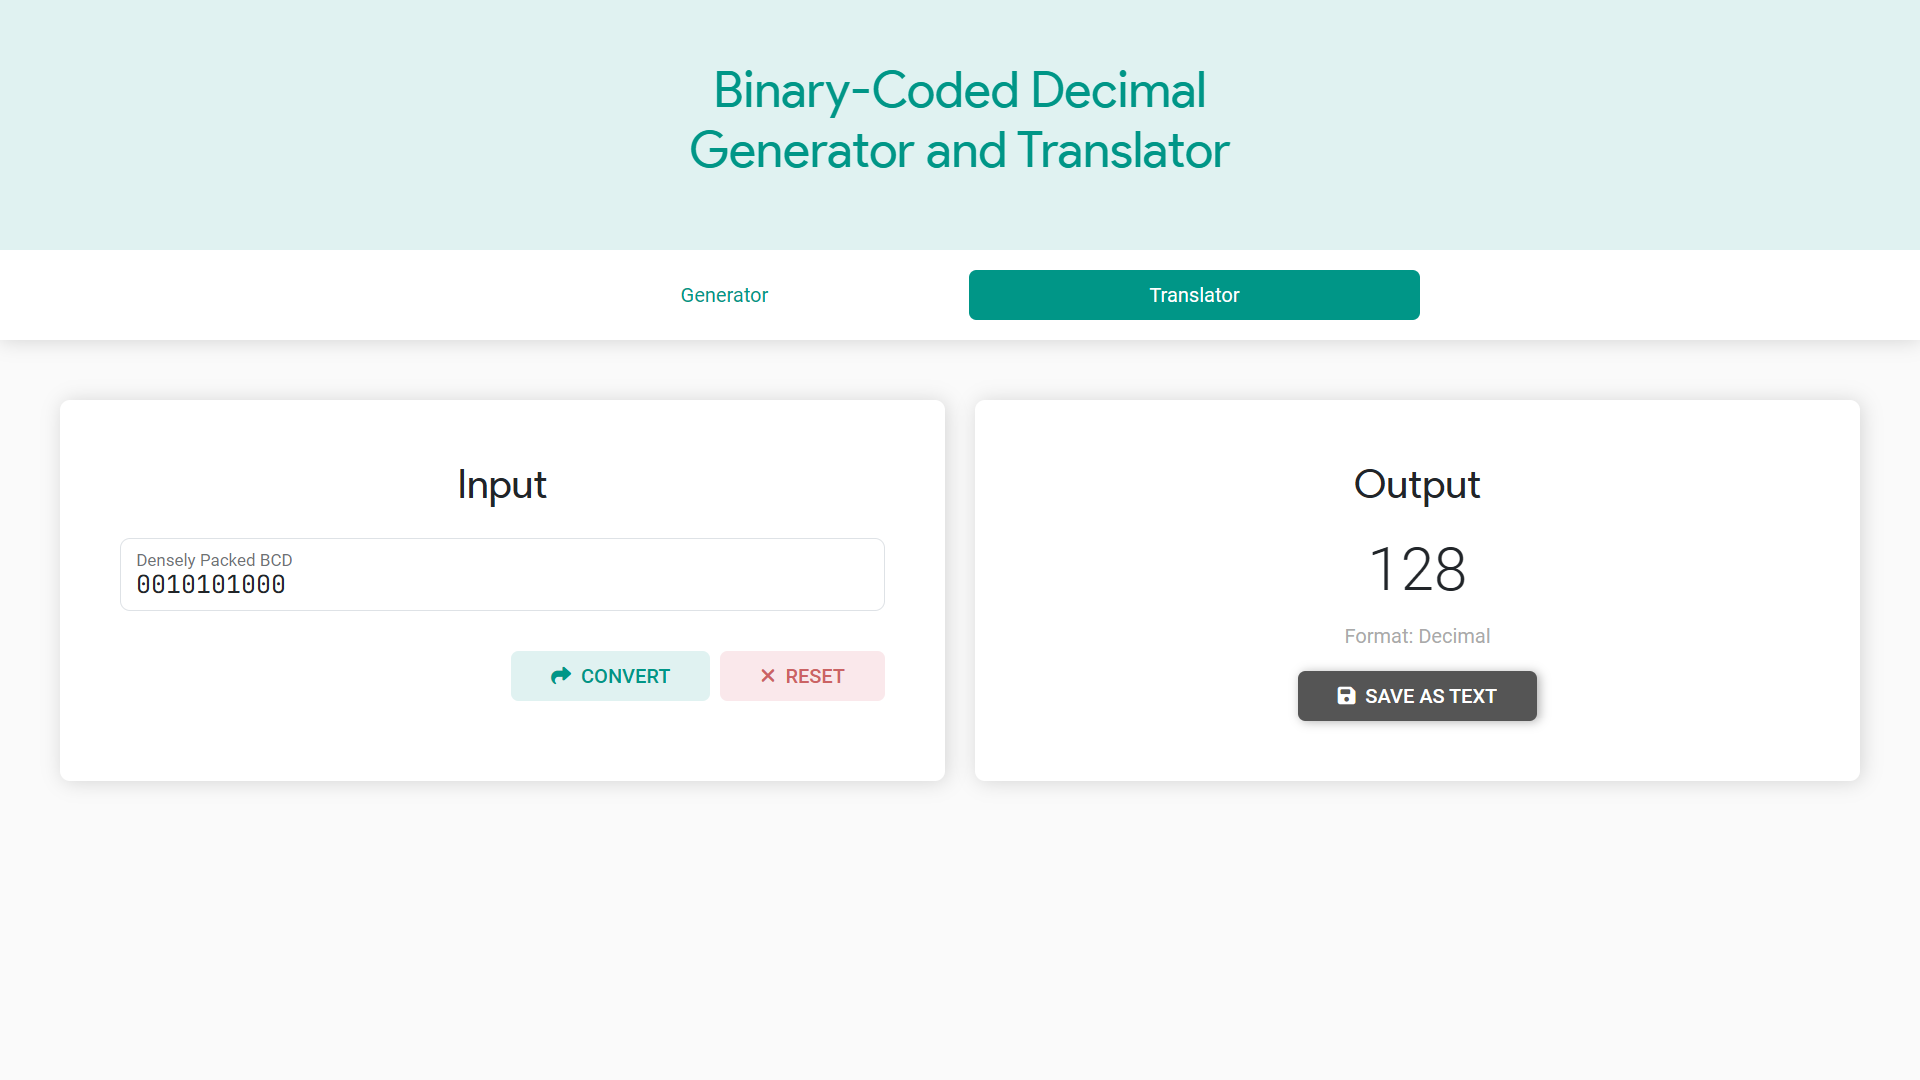 Binary-Coded Decimal
Generator and Translator
Generator
Translator
Input
Densely Packed BCD
0010101000
CONVERT
RESET
Output
128
Format: Decimal
SAVE AS TEXT